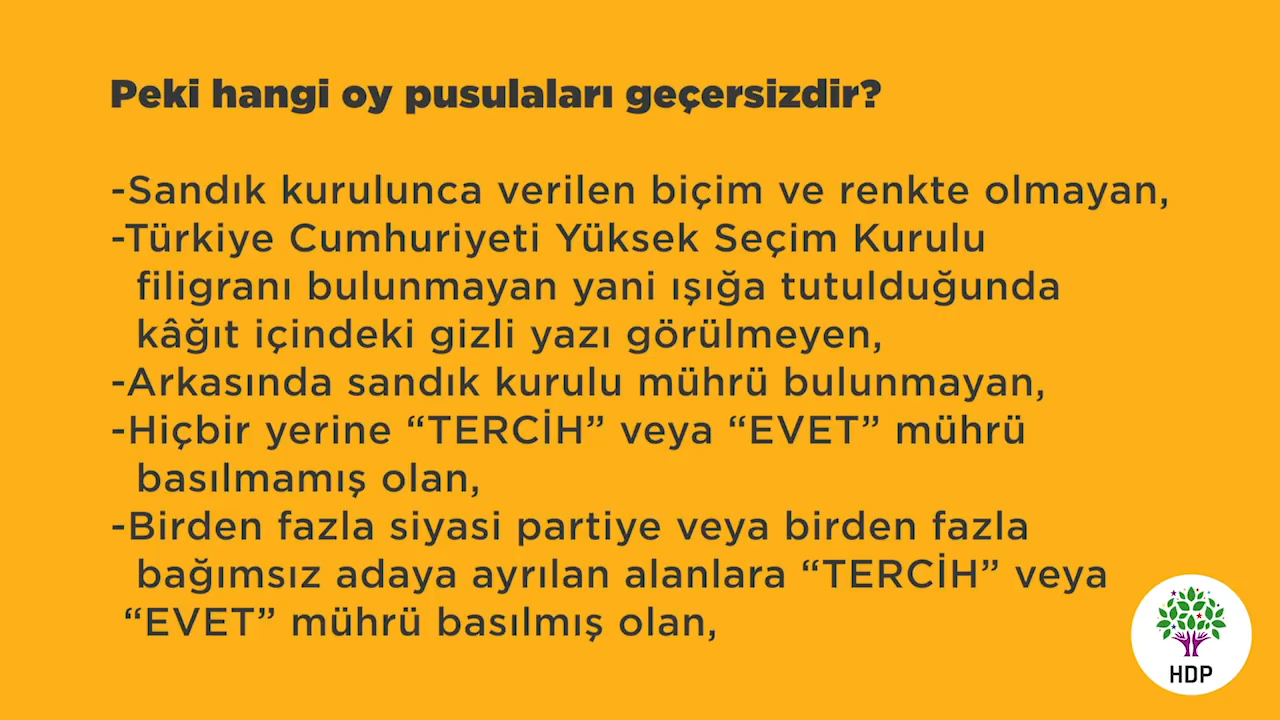 Peki hangi oy pusulaları geçersizdir?
-Sandık kurulunca verilen biçim ve renkte olmayan,
-Türkiye Cumhuriyeti Yüksek Seçim Kurulu
filigranı bulunmayan yani ışığa tutulduğunda
kâğıt içindeki gizli yazı görülmeyen,
-Arkasında sandık kurulu mührü bulunmayan,
-Hiçbir yerine “TERCİH” veya “EVET” mührü
basılmamış olan,
-Birden fazla siyasi partiye veya birden fazla
bağımsız adaya ayrılan alanlara “TERCİH” veya
“EVET” mührü basılmış olan,
HDP